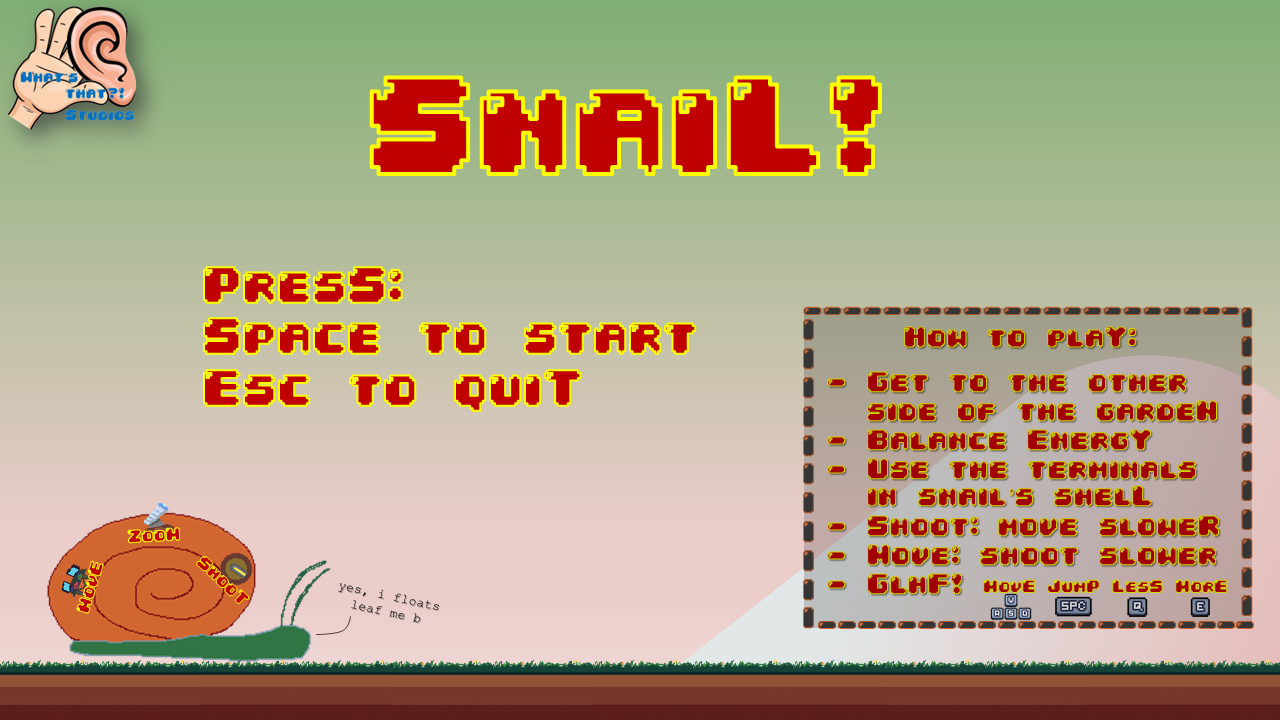 What's
that?!
Studios
Snail!
Press:
Space to start
Esc to quit
How to play:
- Get to the other
side of the garden
- Balance Energy
- Use the terminals
in snail's shell
- Shoot: move slower
- Move: shoot slower
- GLHF! Move Jump Less More
W
A S D SPC Q E
Zoom
Move
Shoot
yes, i floats
leaf me b